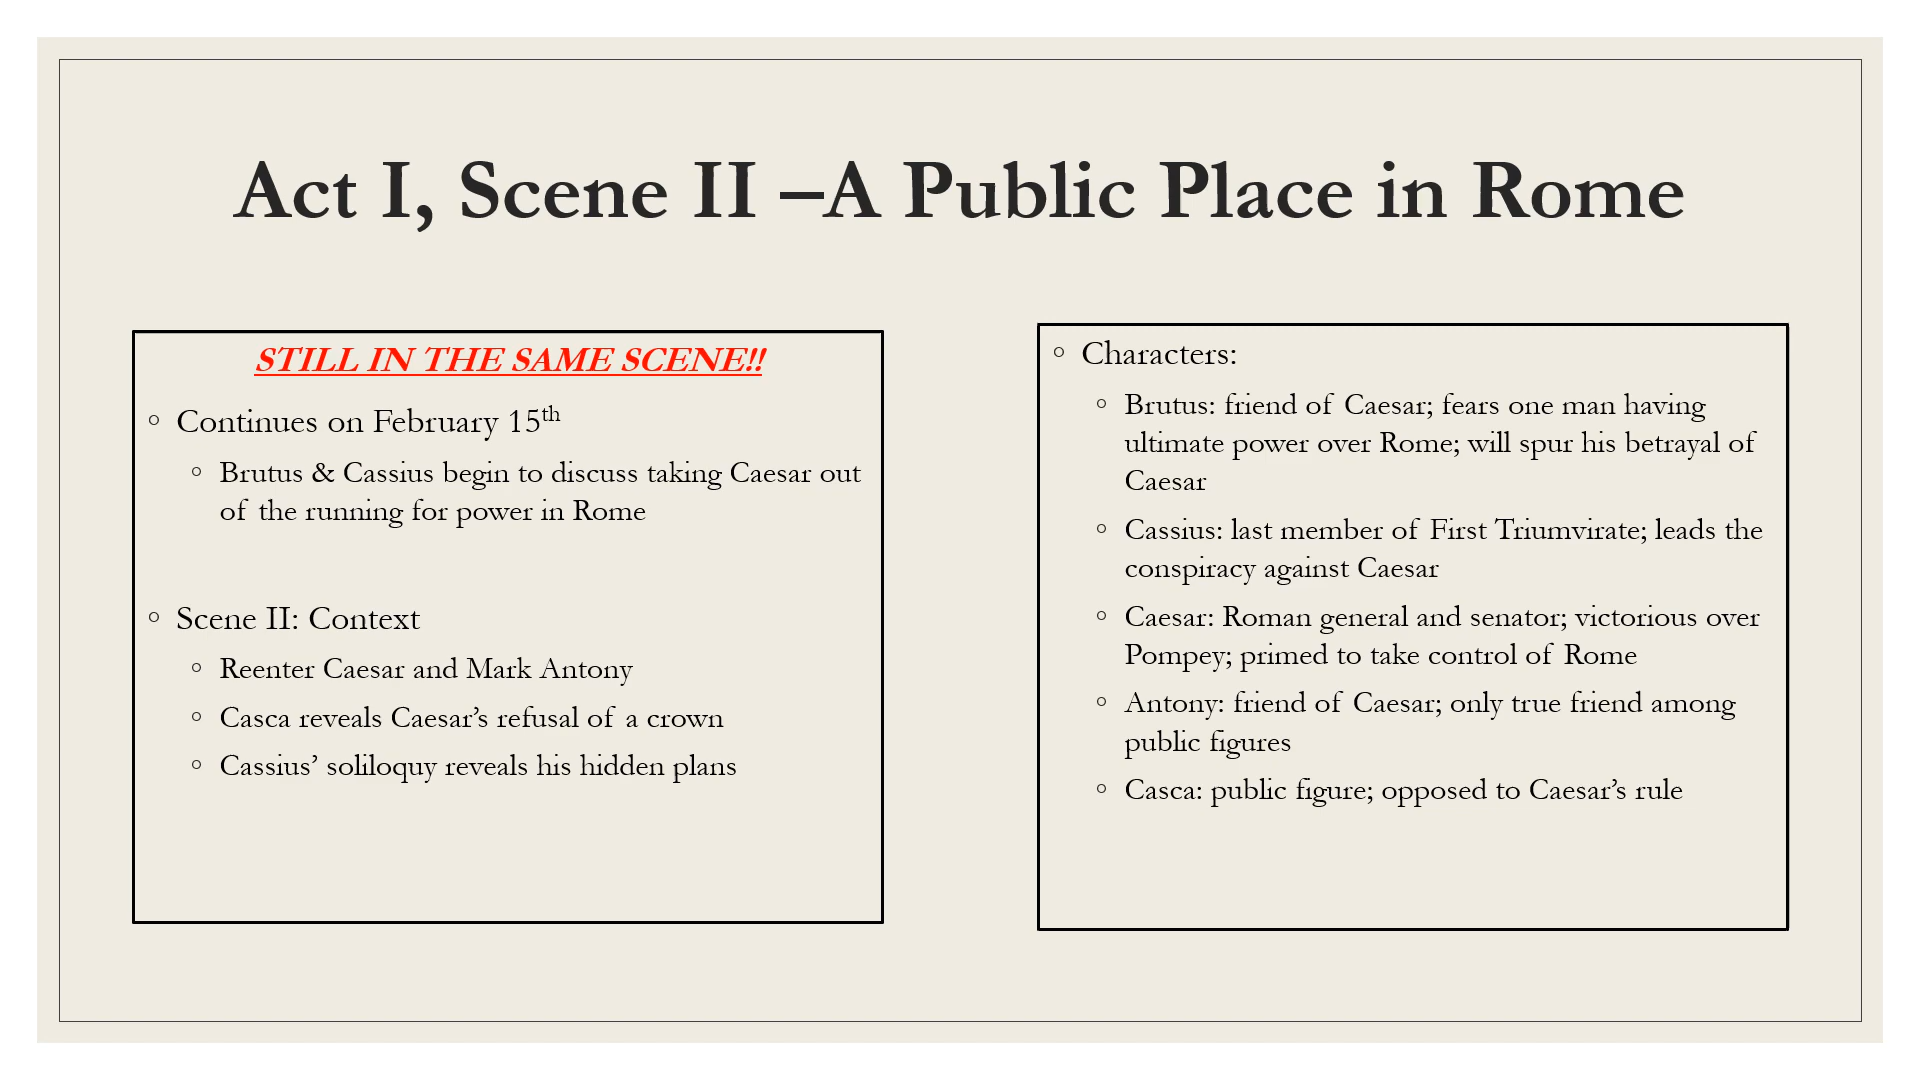 Act I, Scene II –A Public Place in Rome
STILL IN THE SAME SCENE!!
◦ Continues on February 15th
◦ Brutus & Cassius begin to discuss taking Caesar out
of the running for power in Rome
◦ Scene II: Context
◦ Reenter Caesar and Mark Antony
◦ Casca reveals Caesar’s refusal of a crown
◦ Cassius’ soliloquy reveals his hidden plans
◦ Characters:
◦ Brutus: friend of Caesar; fears one man having
ultimate power over Rome; will spur his betrayal of
Caesar
◦ Cassius: last member of First Triumvirate; leads the
conspiracy against Caesar
◦ Caesar: Roman general and senator; victorious over
Pompey; primed to take control of Rome
◦ Antony: friend of Caesar; only true friend among
public figures
◦ Casca: public figure; opposed to Caesar’s rule